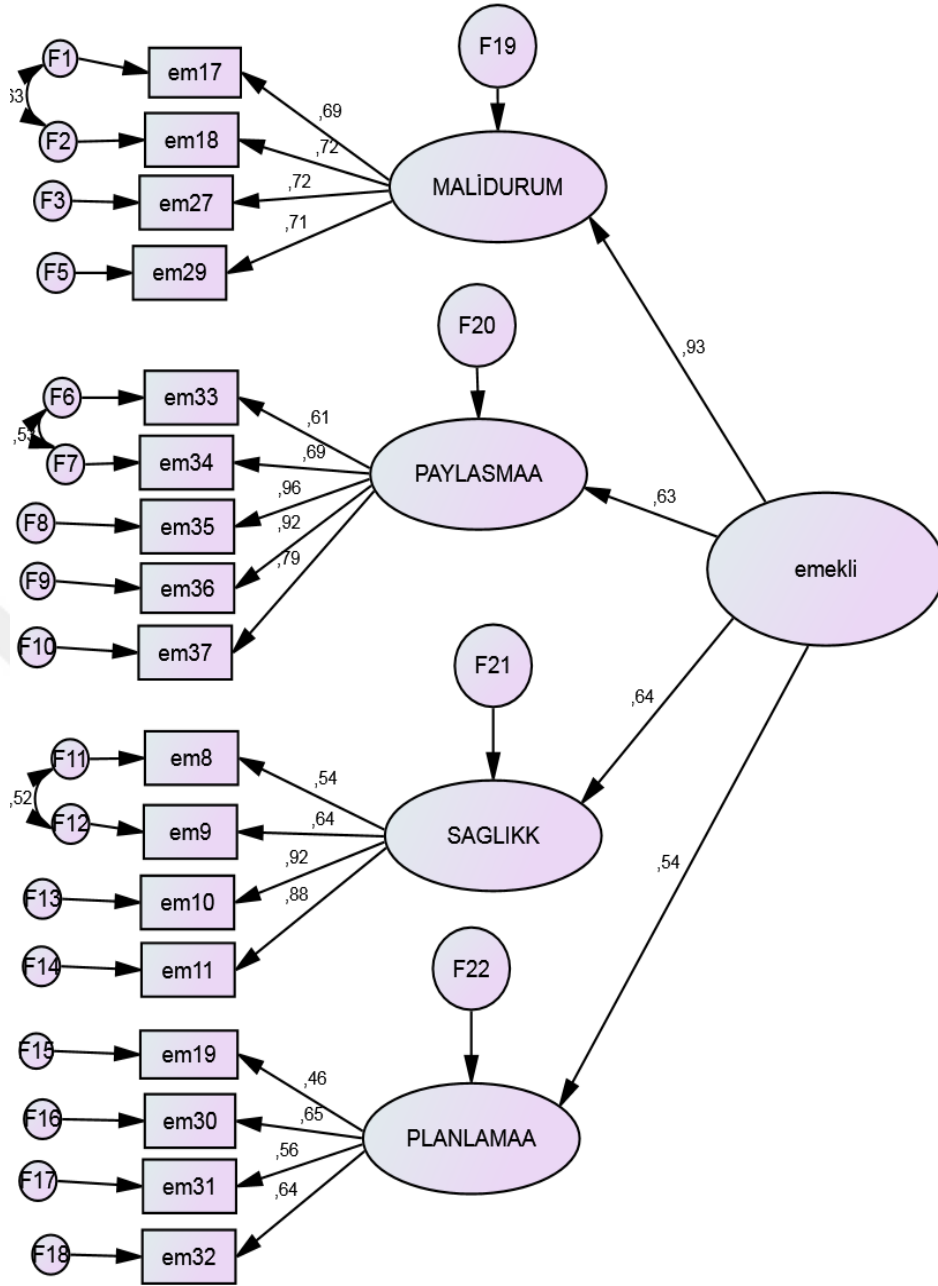 F19
F1
em17
,63
,69
F2
em18
,72
MALİDURUM
F3
em27
,72
F5
em29
,71
F20
,93
F6
em33
,61
F7
em34
,69
PAYLASMAA
,63
F8
em35
,96
F9
em36
,92
emekli
F10
em37
,79
F21
,64
F11
em8
,54
,52
F12
em9
,64
SAGLIKK
F13
em10
,92
,54
F14
em11
,88
F22
F15
em19
,46
F16
em30
,65
PLANLAMAA
F17
em31
,56
F18
em32
,64